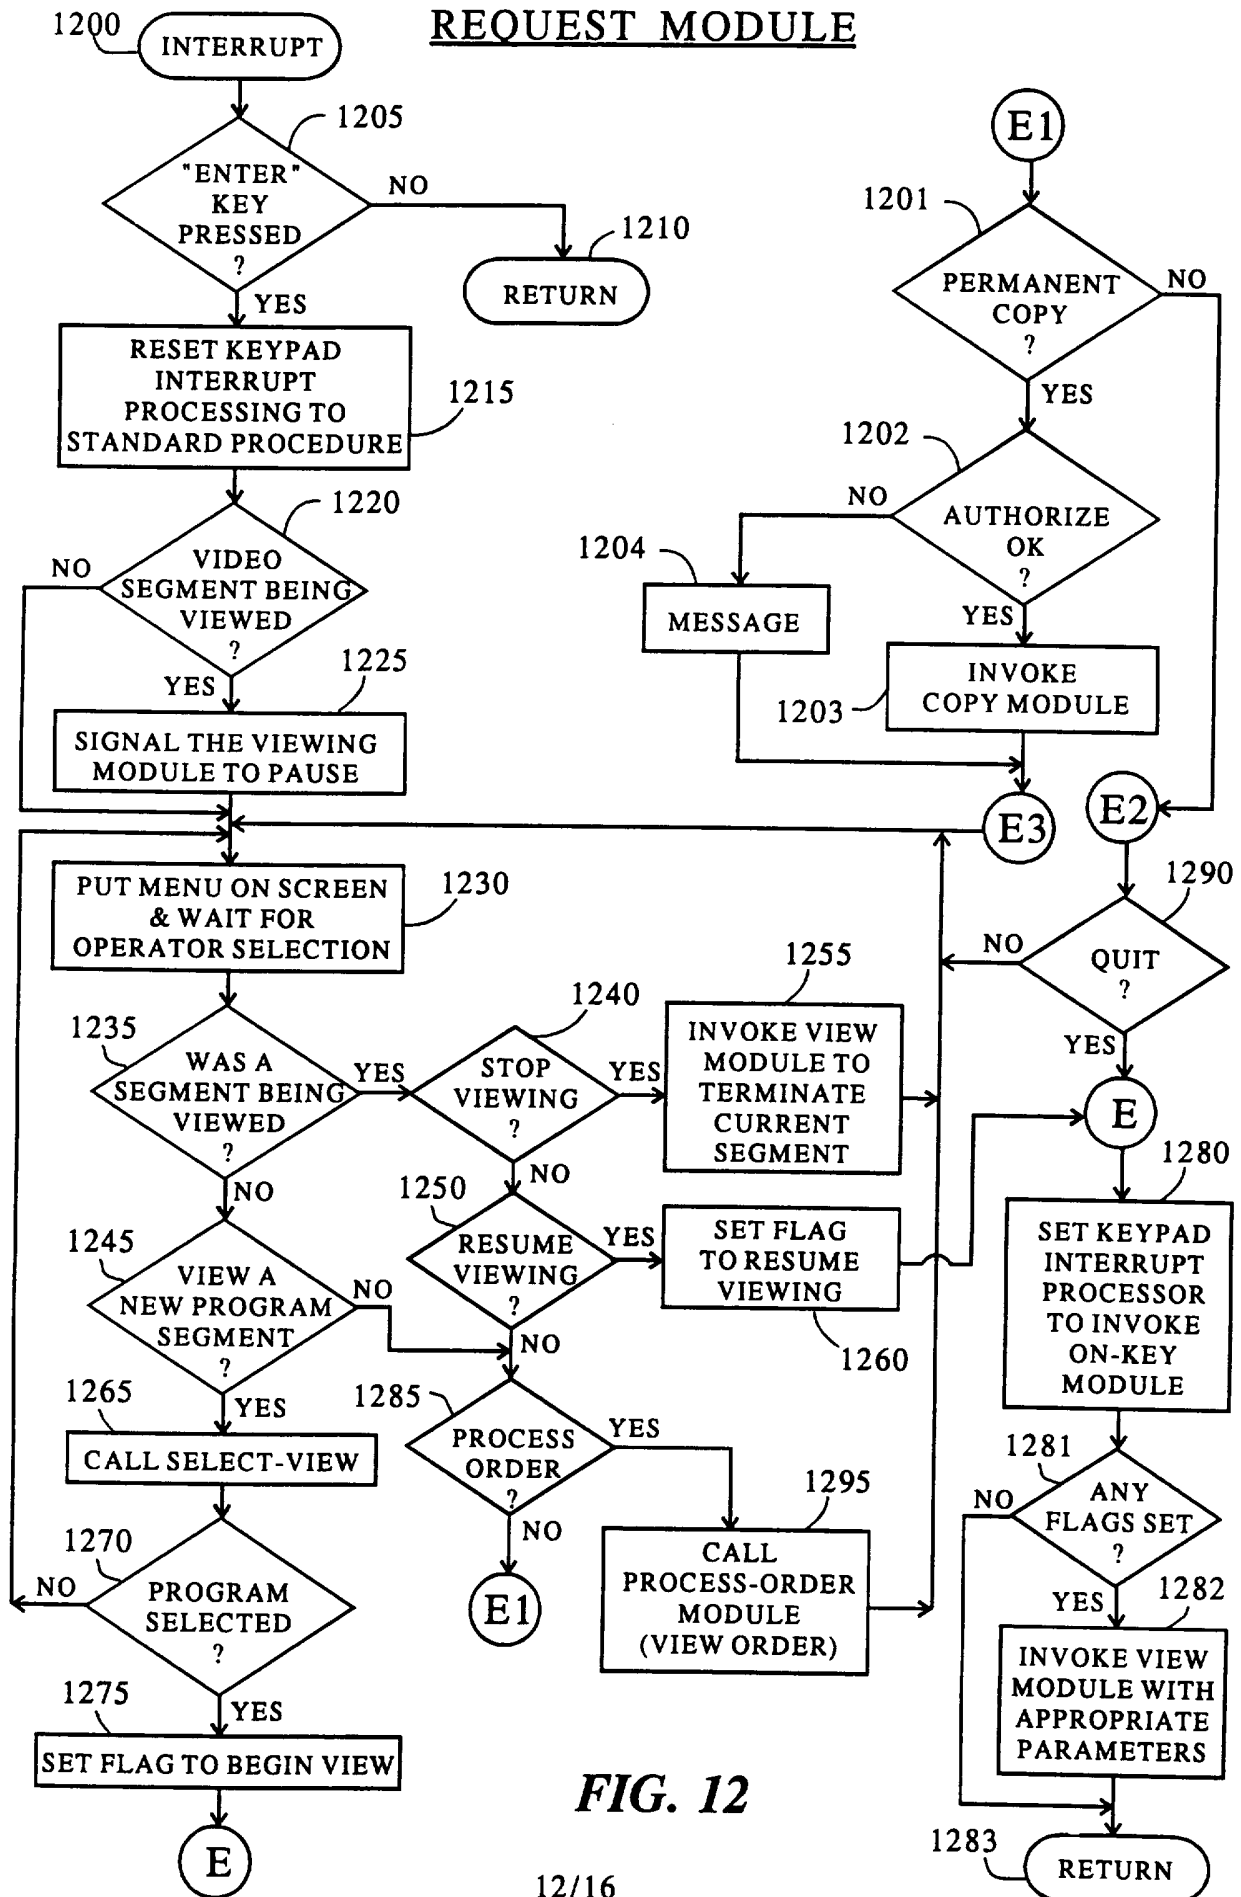 REQUEST MODULE
1200
INTERRUPT
1205
"ENTER"
KEY
PRESSED
?
NO
1210
RETURN
YES
RESET KEYPAD
INTERRUPT
PROCESSING TO
STANDARD PROCEDURE
1215
1220
NO
VIDEO
SEGMENT BEING
VIEWED
?
YES
1225
SIGNAL THE VIEWING
MODULE TO PAUSE
E1
1201
PERMANENT
COPY
?
NO
YES
1202
NO
AUTHORIZE
OK
?
1204
MESSAGE
YES
INVOKE
COPY MODULE
1203
E3
E2
PUT MENU ON SCREEN
& WAIT FOR
OPERATOR SELECTION
1230
1290
NO
QUIT
?
YES
E
1235
WAS A
SEGMENT BEING
VIEWED
?
YES
NO
1240
STOP
VIEWING
?
YES
NO
1255
INVOKE VIEW
MODULE TO
TERMINATE
CURRENT
SEGMENT
1250
RESUME
VIEWING
?
YES
NO
SET FLAG
TO RESUME
VIEWING
1260
1245
VIEW A
NEW PROGRAM
SEGMENT
?
NO
YES
1265
CALL SELECT-VIEW
1285
PROCESS
ORDER
?
YES
NO
E1
1295
CALL
PROCESS-ORDER
MODULE
(VIEW ORDER)
1270
NO
PROGRAM
SELECTED
?
YES
1275
SET FLAG TO BEGIN VIEW
E
1280
SET KEYPAD
INTERRUPT
PROCESSOR
TO INVOKE
ON-KEY
MODULE
1281
NO
ANY
FLAGS SET
?
YES
1282
INVOKE VIEW
MODULE WITH
APPROPRIATE
PARAMETERS
1283
RETURN
FIG. 12
12/16